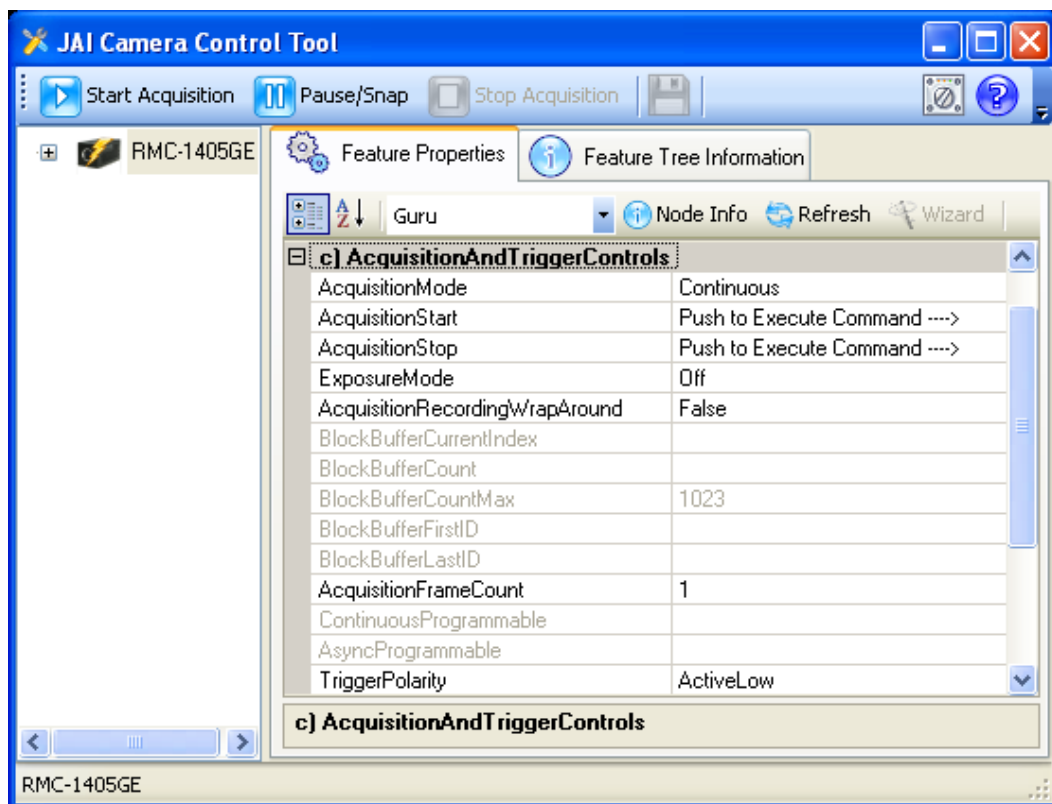 JAI Camera Control Tool
Start Acquisition Pause/Snap Stop Acquisition
RMC-1405GE
Feature Properties Feature Tree Information
Guru Node Info Refresh Wizard
c) AcquisitionAndTriggerControls
AcquisitionMode Continuous
AcquisitionStart Push to Execute Command ---->
AcquisitionStop Push to Execute Command ---->
ExposureMode Off
AcquisitionRecordingWrapAround False
BlockBufferCurrentIndex
BlockBufferCount
BlockBufferCountMax 1023
BlockBufferFirstID
BlockBufferLastID
AcquisitionFrameCount 1
ContinuousProgrammable
AsyncProgrammable
TriggerPolarity ActiveLow
c) AcquisitionAndTriggerControls
RMC-1405GE